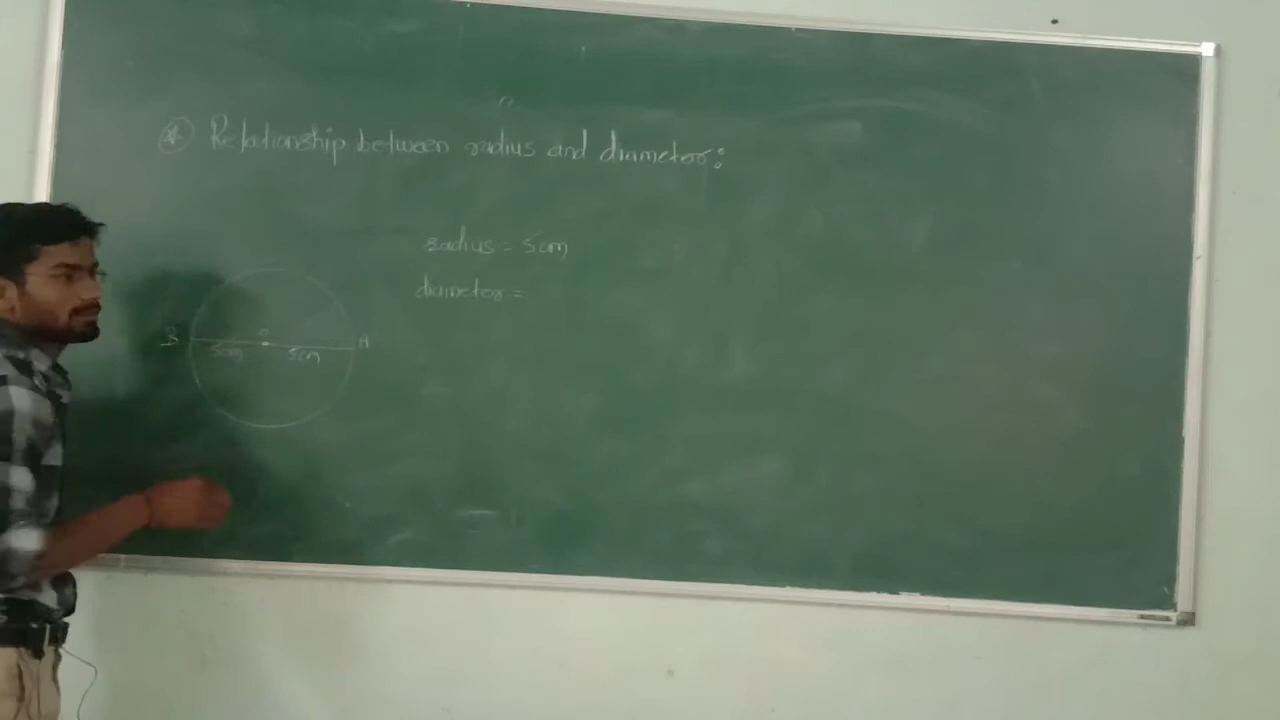 * Relationship between radius and diameter:
radius = 5cm
diameter =
B O A
5cm 5cm